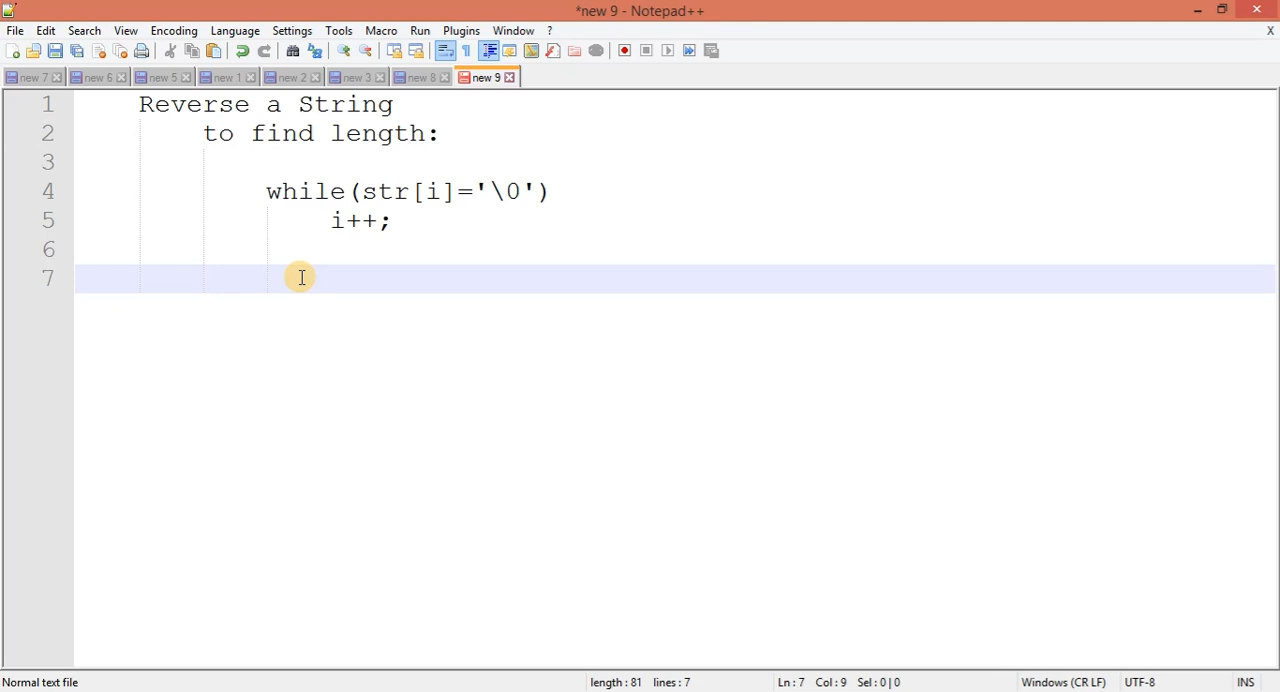 *new 9 - Notepad++
File Edit Search View Encoding Language Settings Tools Macro Run Plugins Window ? X
new 7 new 6 new 5 new 1 new 2 new 3 new 8 new 9
1 Reverse a String
2 to find length:
3
4 while(str[i]='\0')
5 i++;
6
7
Normal text file length : 81 lines : 7 Ln : 7 Col : 9 Sel : 0 | 0 Windows (CR LF) UTF-8 INS